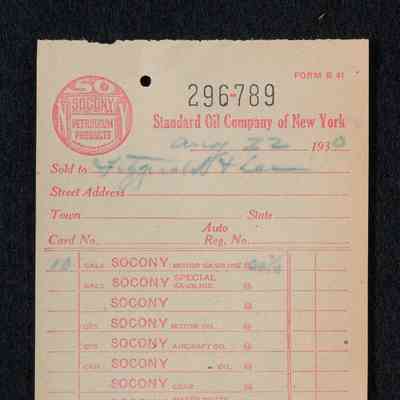 FORM B 41
SO
SOCONY
PETROLEUM
PRODUCTS
296-789
Standard Oil Company of New York
Aug 22 1930
Sold to
Street Address
Town State
Auto
Card No. Reg. No.
10 GALS. SOCONY MOTOR GASOLINE @
GALS. SOCONY SPECIAL GASOLINE @
SOCONY @
QTS. SOCONY MOTOR OIL @
QTS. SOCONY AIRCRAFT OIL @
SOCONY OIL @
SOCONY GEAR @